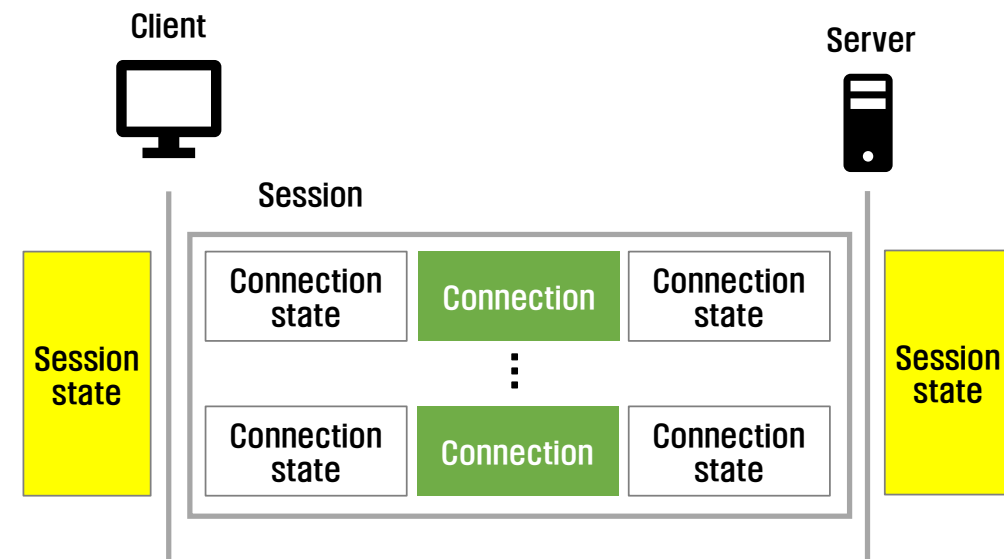 Client
Server
Session
Session
state
Connection
state
Connection
Connection
state
Connection
state
Connection
Connection
state
Session
state